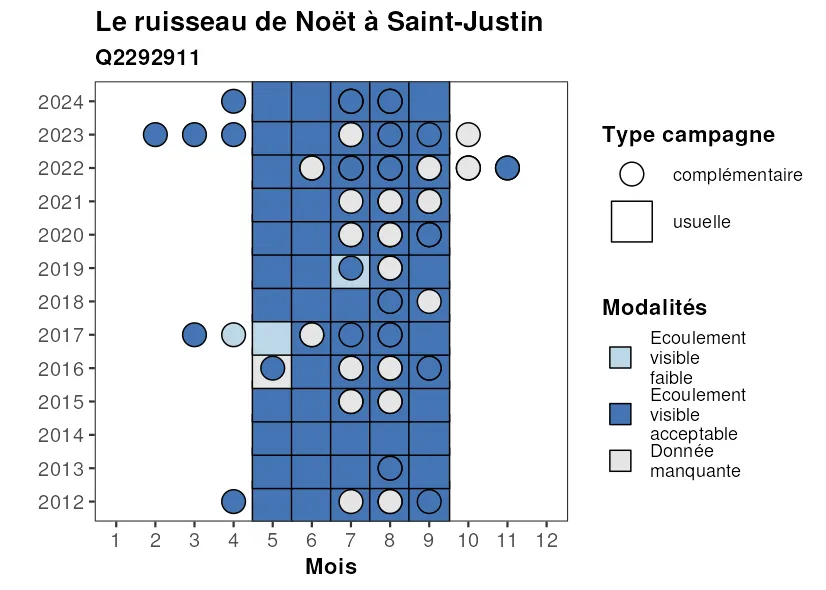 Le ruisseau de Noët à Saint-Justin
Q2292911
2024
2023
2022
2021
2020
2019
2018
2017
2016
2015
2014
2013
2012
1 2 3 4 5 6 7 8 9 10 11 12
Mois
Type campagne
complémentaire
usuelle
Modalités
Ecoulement
visible
faible
Ecoulement
visible
acceptable
Donnée
manquante